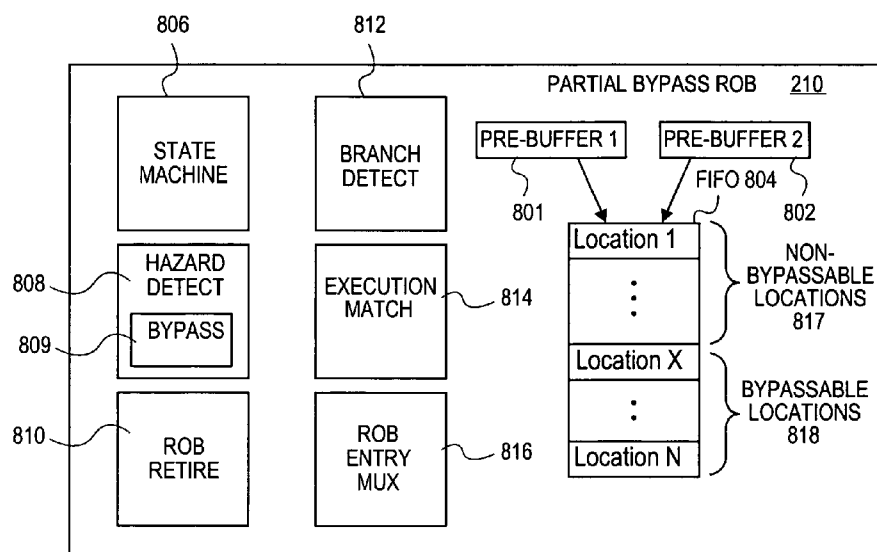 806
812
PARTIAL BYPASS ROB 210
STATE
MACHINE
BRANCH
DETECT
PRE-BUFFER 1
PRE-BUFFER 2
801
802
FIFO 804
Location 1
NON-
BYPASSABLE
LOCATIONS
817
808
HAZARD
DETECT
BYPASS
809
EXECUTION
MATCH
814
Location X
BYPASSABLE
LOCATIONS
818
Location N
810
ROB
RETIRE
ROB
ENTRY
MUX
816